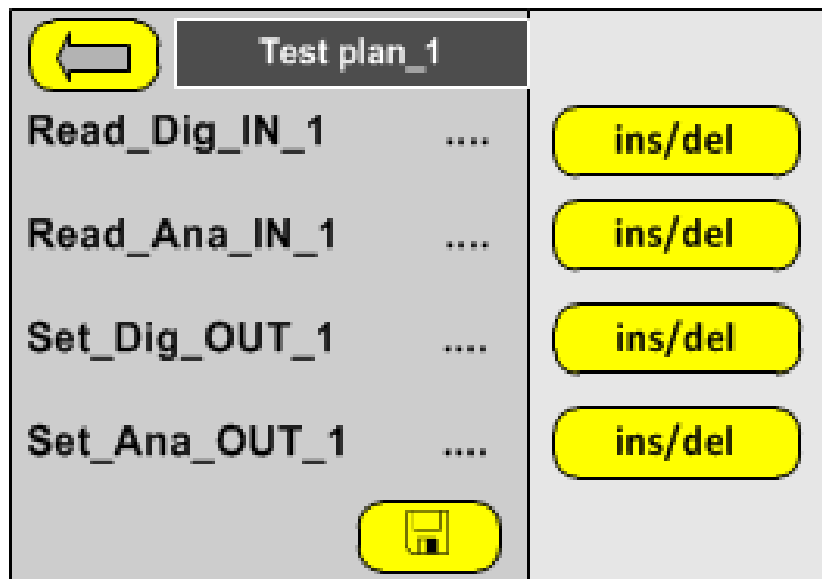 Test plan_1
Read_Dig_IN_1 .... ins/del
Read_Ana_IN_1 .... ins/del
Set_Dig_OUT_1 .... ins/del
Set_Ana_OUT_1 .... ins/del